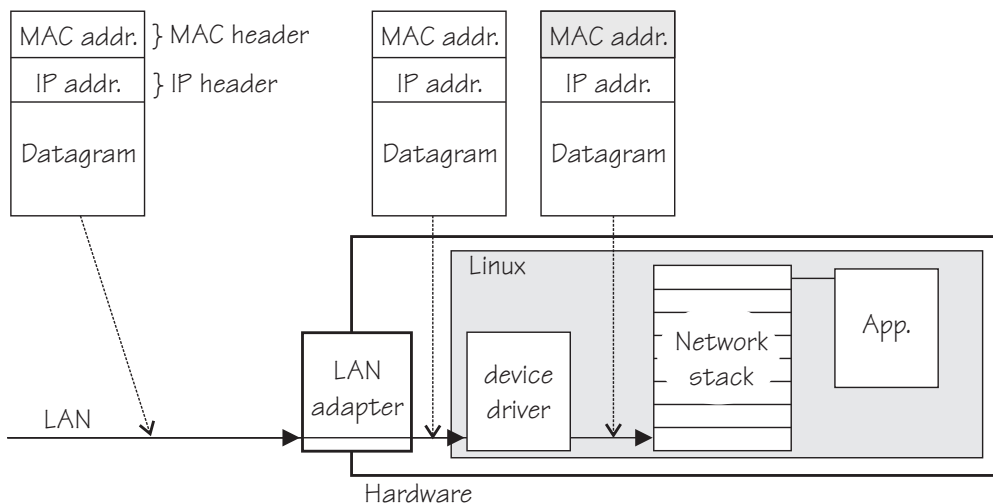 MAC addr. } MAC header
IP addr. } IP header
Datagram
MAC addr.
IP addr.
Datagram
MAC addr.
IP addr.
Datagram
Linux
App.
Network
stack
LAN
adapter
device
driver
LAN
Hardware